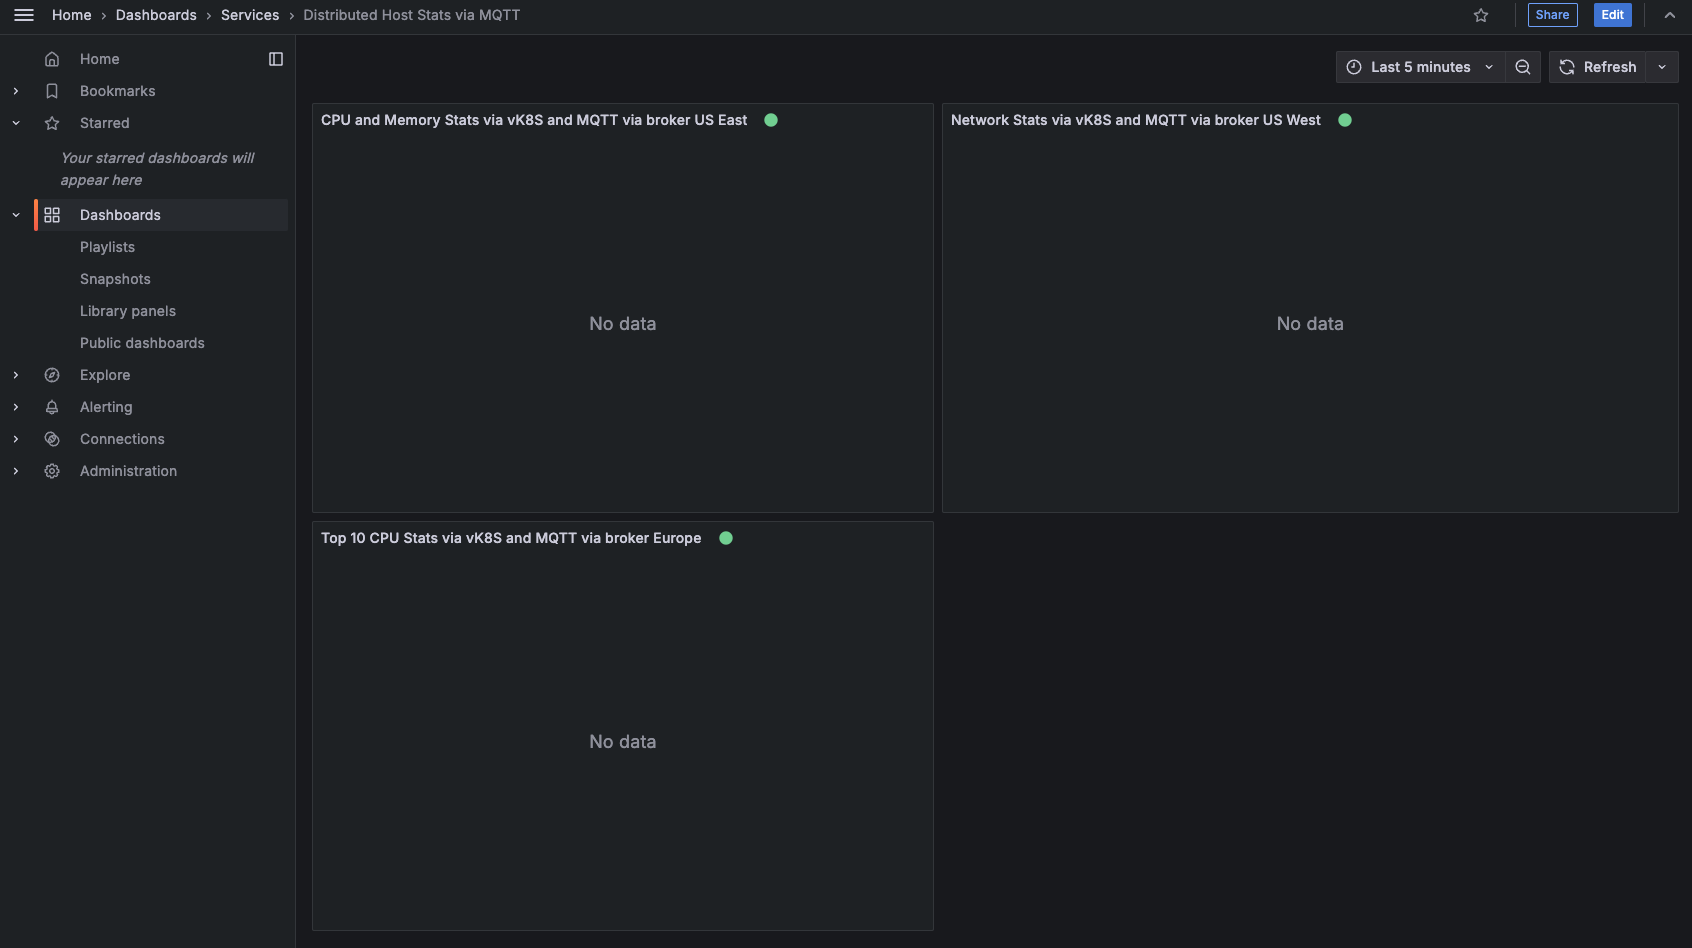 Home › Dashboards › Services › Distributed Host Stats via MQTT
Share
Edit
Home
Bookmarks
Starred
Your starred dashboards will
appear here
Dashboards
Playlists
Snapshots
Library panels
Public dashboards
Explore
Alerting
Connections
Administration
Last 5 minutes
Refresh
CPU and Memory Stats via vK8S and MQTT via broker US East
No data
Network Stats via vK8S and MQTT via broker US West
No data
Top 10 CPU Stats via vK8S and MQTT via broker Europe
No data